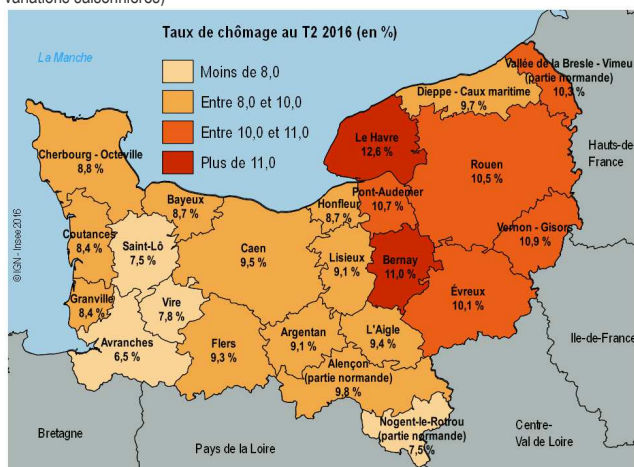 variations saisonnières)
Taux de chômage au T2 2016 (en %)
Moins de 8,0
Entre 8,0 et 10,0
Entre 10,0 et 11,0
Plus de 11,0
La Manche
Vallée de la Bresle - Vimeu
(partie normande)
10,3 %
Dieppe - Caux maritime
9,7 %
Le Havre
12,6 %
Rouen
10,5 %
Hauts-de-
France
Cherbourg - Octeville
8,8 %
Bayeux
8,7 %
Honfleur
8,7 %
Pont-Audemer
10,7 %
Vernon - Gisors
10,9 %
Coutances
8,4 %
Saint-Lô
7,5 %
Caen
9,5 %
Lisieux
9,1 %
Bernay
11,0 %
Évreux
10,1 %
Granville
8,4 %
Vire
7,8 %
Avranches
6,5 %
Flers
9,3 %
Argentan
9,1 %
L'Aigle
9,4 %
Alençon
(partie normande)
9,8 %
Nogent-le-Rotrou
(partie normande)
7,5 %
Ile-de-France
Bretagne
Pays de la Loire
Centre-
Val de Loire
© IGN - Insee 2016